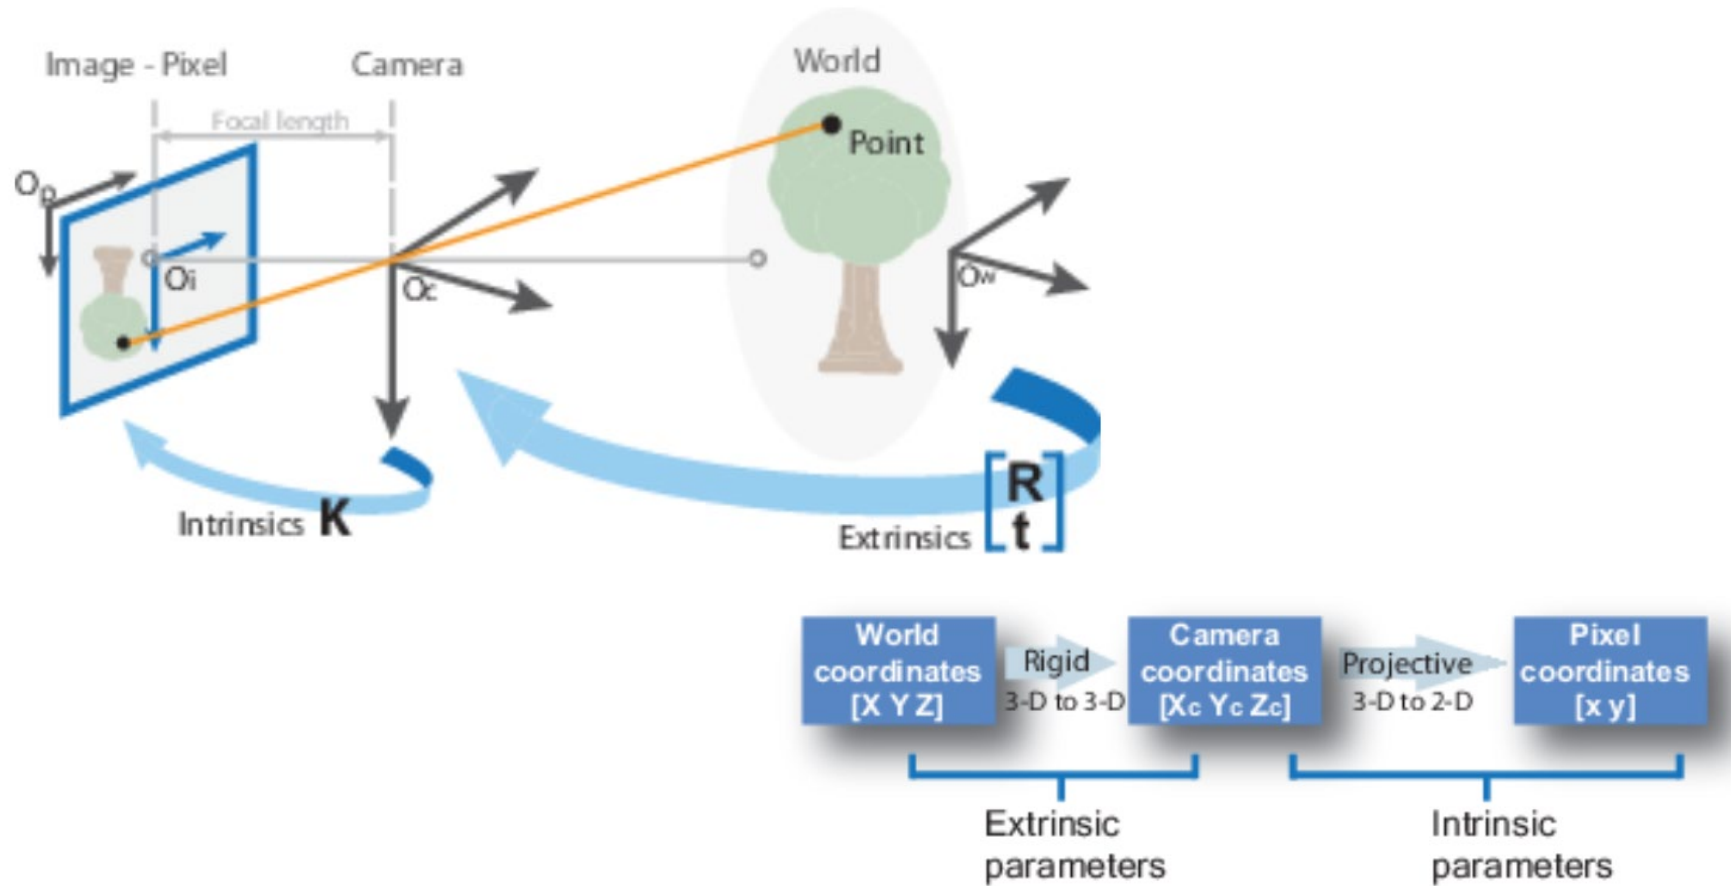 Image - Pixel
Camera
World
Focal length
Point
Op
Oi
Oc
Ow
Intrinsics K
Extrinsics [R t]
World coordinates [X Y Z]
Rigid
3-D to 3-D
Camera coordinates [Xc Yc Zc]
Projective
3-D to 2-D
Pixel coordinates [x y]
Extrinsic parameters
Intrinsic parameters